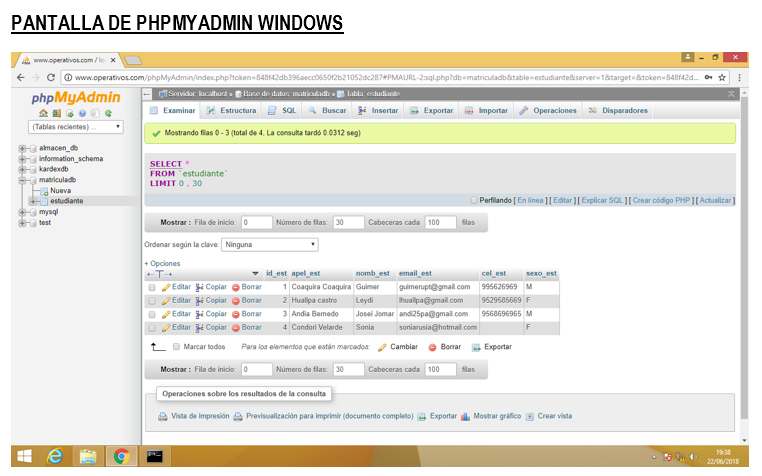 PANTALLA DE PHPMYADMIN WINDOWS
www.operativos.com / loc
www.operativos.com/phpMyAdmin/index.php?token=848f42db396aecc0650f2b21052dc287#PMAURL-2:sql.php?db=matriculadb&table=estudiante&server=1&target=&token=848f42d...
phpMyAdmin
(Tablas recientes) ...
almacen_db
information_schema
kardexdb
matriculadb
Nueva
estudiante
mysql
test
Servidor: localhost » Base de datos: matriculadb » Tabla: estudiante
Examinar Estructura SQL Buscar Insertar Exportar Importar Operaciones Disparadores
Mostrando filas 0 - 3 (total de 4, La consulta tardó 0.0312 seg)
SELECT *
FROM `estudiante`
LIMIT 0 , 30
Perfilando [ En línea ] [ Editar ] [ Explicar SQL ] [ Crear código PHP ] [ Actualizar ]
Mostrar : Fila de inicio: 0 Número de filas: 30 Cabeceras cada 100 filas
Ordenar según la clave: Ninguna
+ Opciones
←T→ id_est apel_est nomb_est email_est cel_est sexo_est
Editar Copiar Borrar 1 Coaquira Coaquira Guimer guimerupt@gmail.com 995626969 M
Editar Copiar Borrar 2 Huallpa castro Leydi lhuallpa@gmail.com 9529585669 F
Editar Copiar Borrar 3 Andia Bernedo Josei Jomar andi25pa@gmail.com 9568696965 M
Editar Copiar Borrar 4 Condori Velarde Sonia soniarusia@hotmail.com F
Marcar todos Para los elementos que están marcados: Cambiar Borrar Exportar
Mostrar : Fila de inicio: 0 Número de filas: 30 Cabeceras cada 100 filas
Operaciones sobre los resultados de la consulta
Vista de impresión Previsualización para imprimir (documento completo) Exportar Mostrar gráfico Crear vista
19:38
22/06/2018